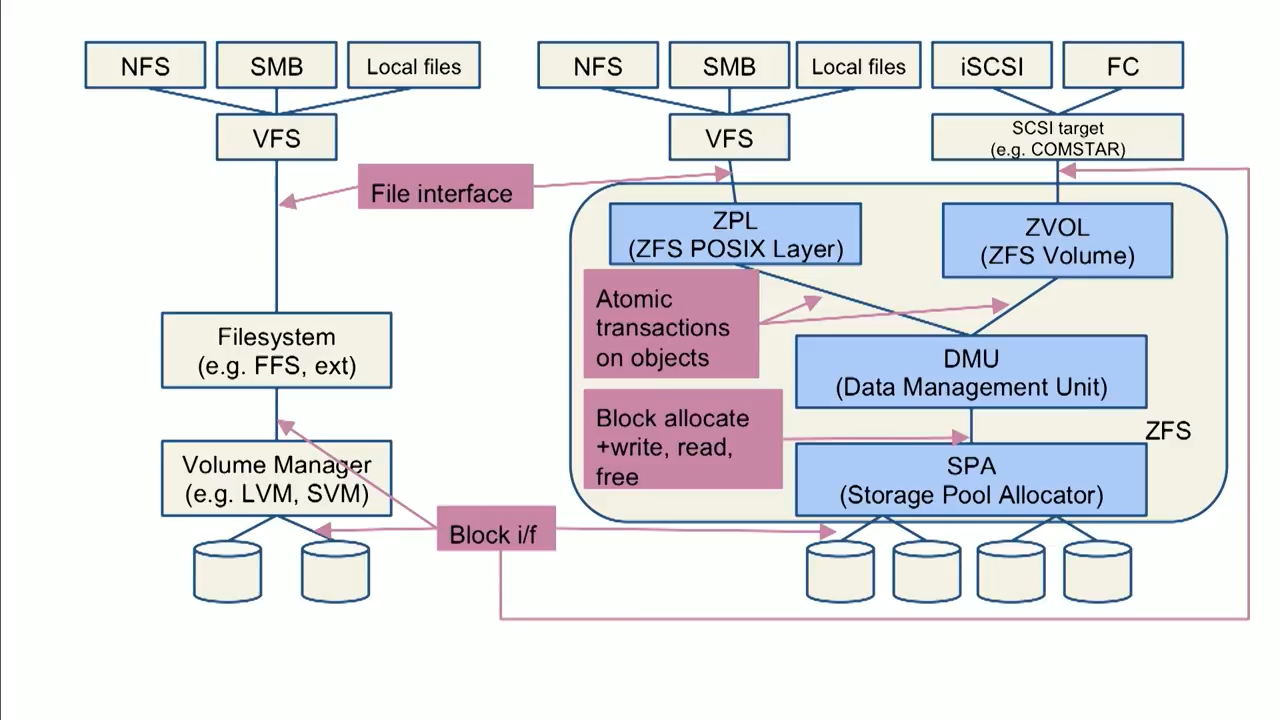 NFS
SMB
Local files
NFS
SMB
Local files
iSCSI
FC
VFS
VFS
SCSI target
(e.g. COMSTAR)
File interface
ZPL
(ZFS POSIX Layer)
ZVOL
(ZFS Volume)
Atomic
transactions
on objects
Filesystem
(e.g. FFS, ext)
DMU
(Data Management Unit)
Block allocate
+write, read,
free
ZFS
Volume Manager
(e.g. LVM, SVM)
SPA
(Storage Pool Allocator)
Block i/f